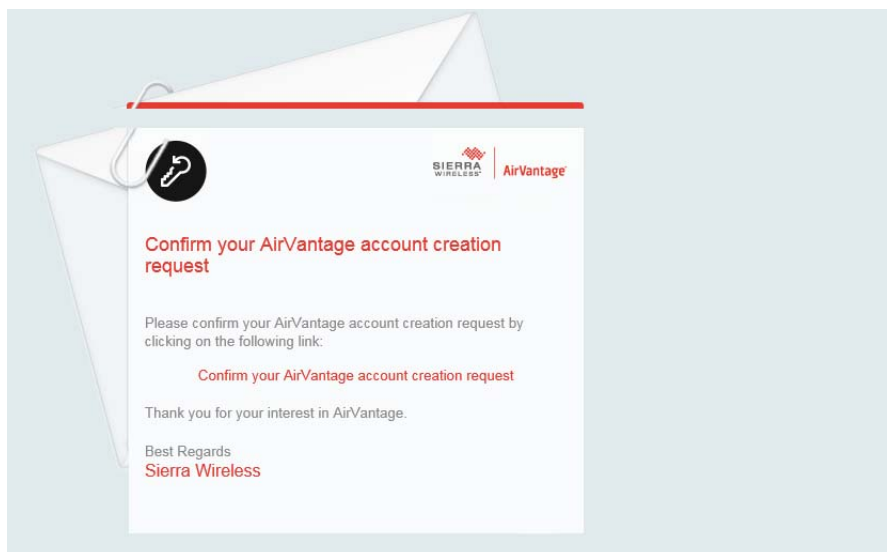 SIERRA
WIRELESS
AirVantage
Confirm your AirVantage account creation
request
Please confirm your AirVantage account creation request by
clicking on the following link:
Confirm your AirVantage account creation request
Thank you for your interest in AirVantage.
Best Regards
Sierra Wireless